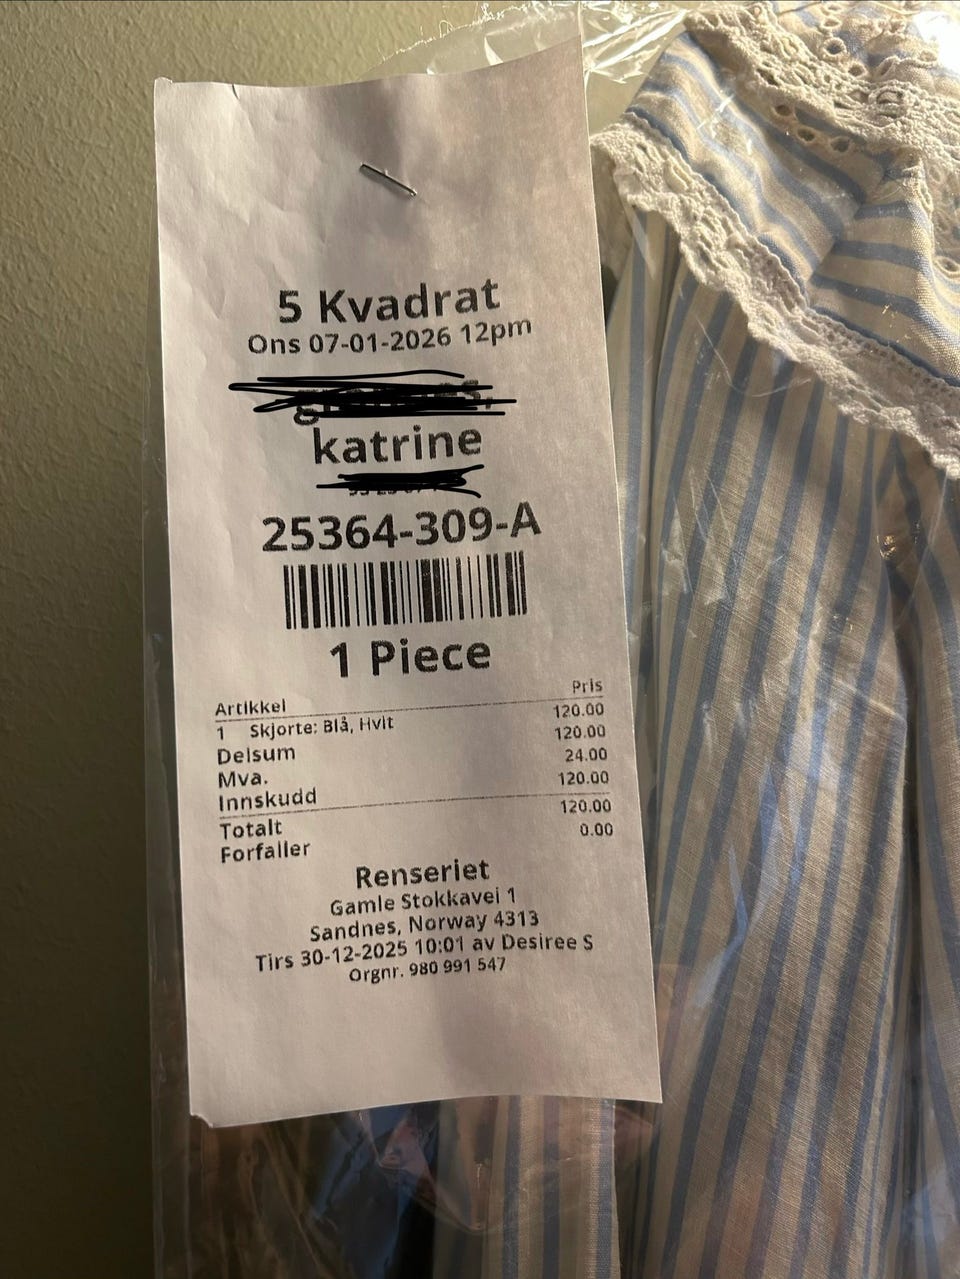 5 Kvadrat
Ons 07-01-2026 12pm
katrine
25364-309-A
1 Piece
Artikkel Pris
1 Skjorte: Blå, Hvit 120.00
Delsum 120.00
Mva. 24.00
Innskudd 120.00
Totalt 120.00
Forfaller 0.00
Renseriet
Gamle Stokkavei 1
Sandnes, Norway 4313
Tirs 30-12-2025 10:01 av Desiree S
Orgnr. 980 991 547